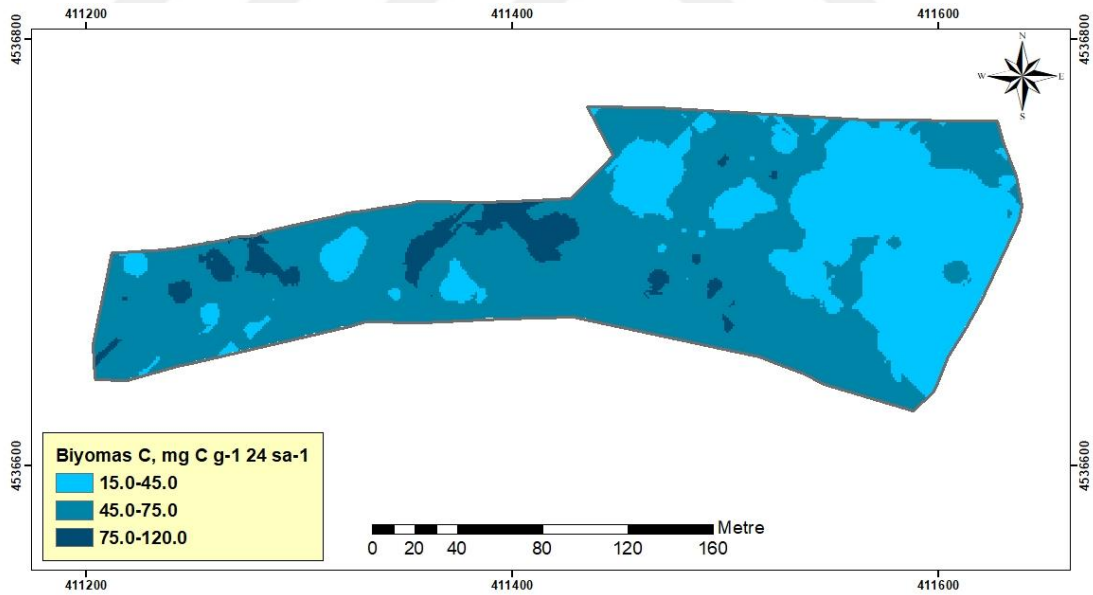 411200 411400 411600
4536800 4536800
N
W E
S
4536600 4536600
Biyomas C, mg C g-1 24 sa-1
15.0-45.0
45.0-75.0
75.0-120.0
Metre
0 20 40 80 120 160
411200 411400 411600